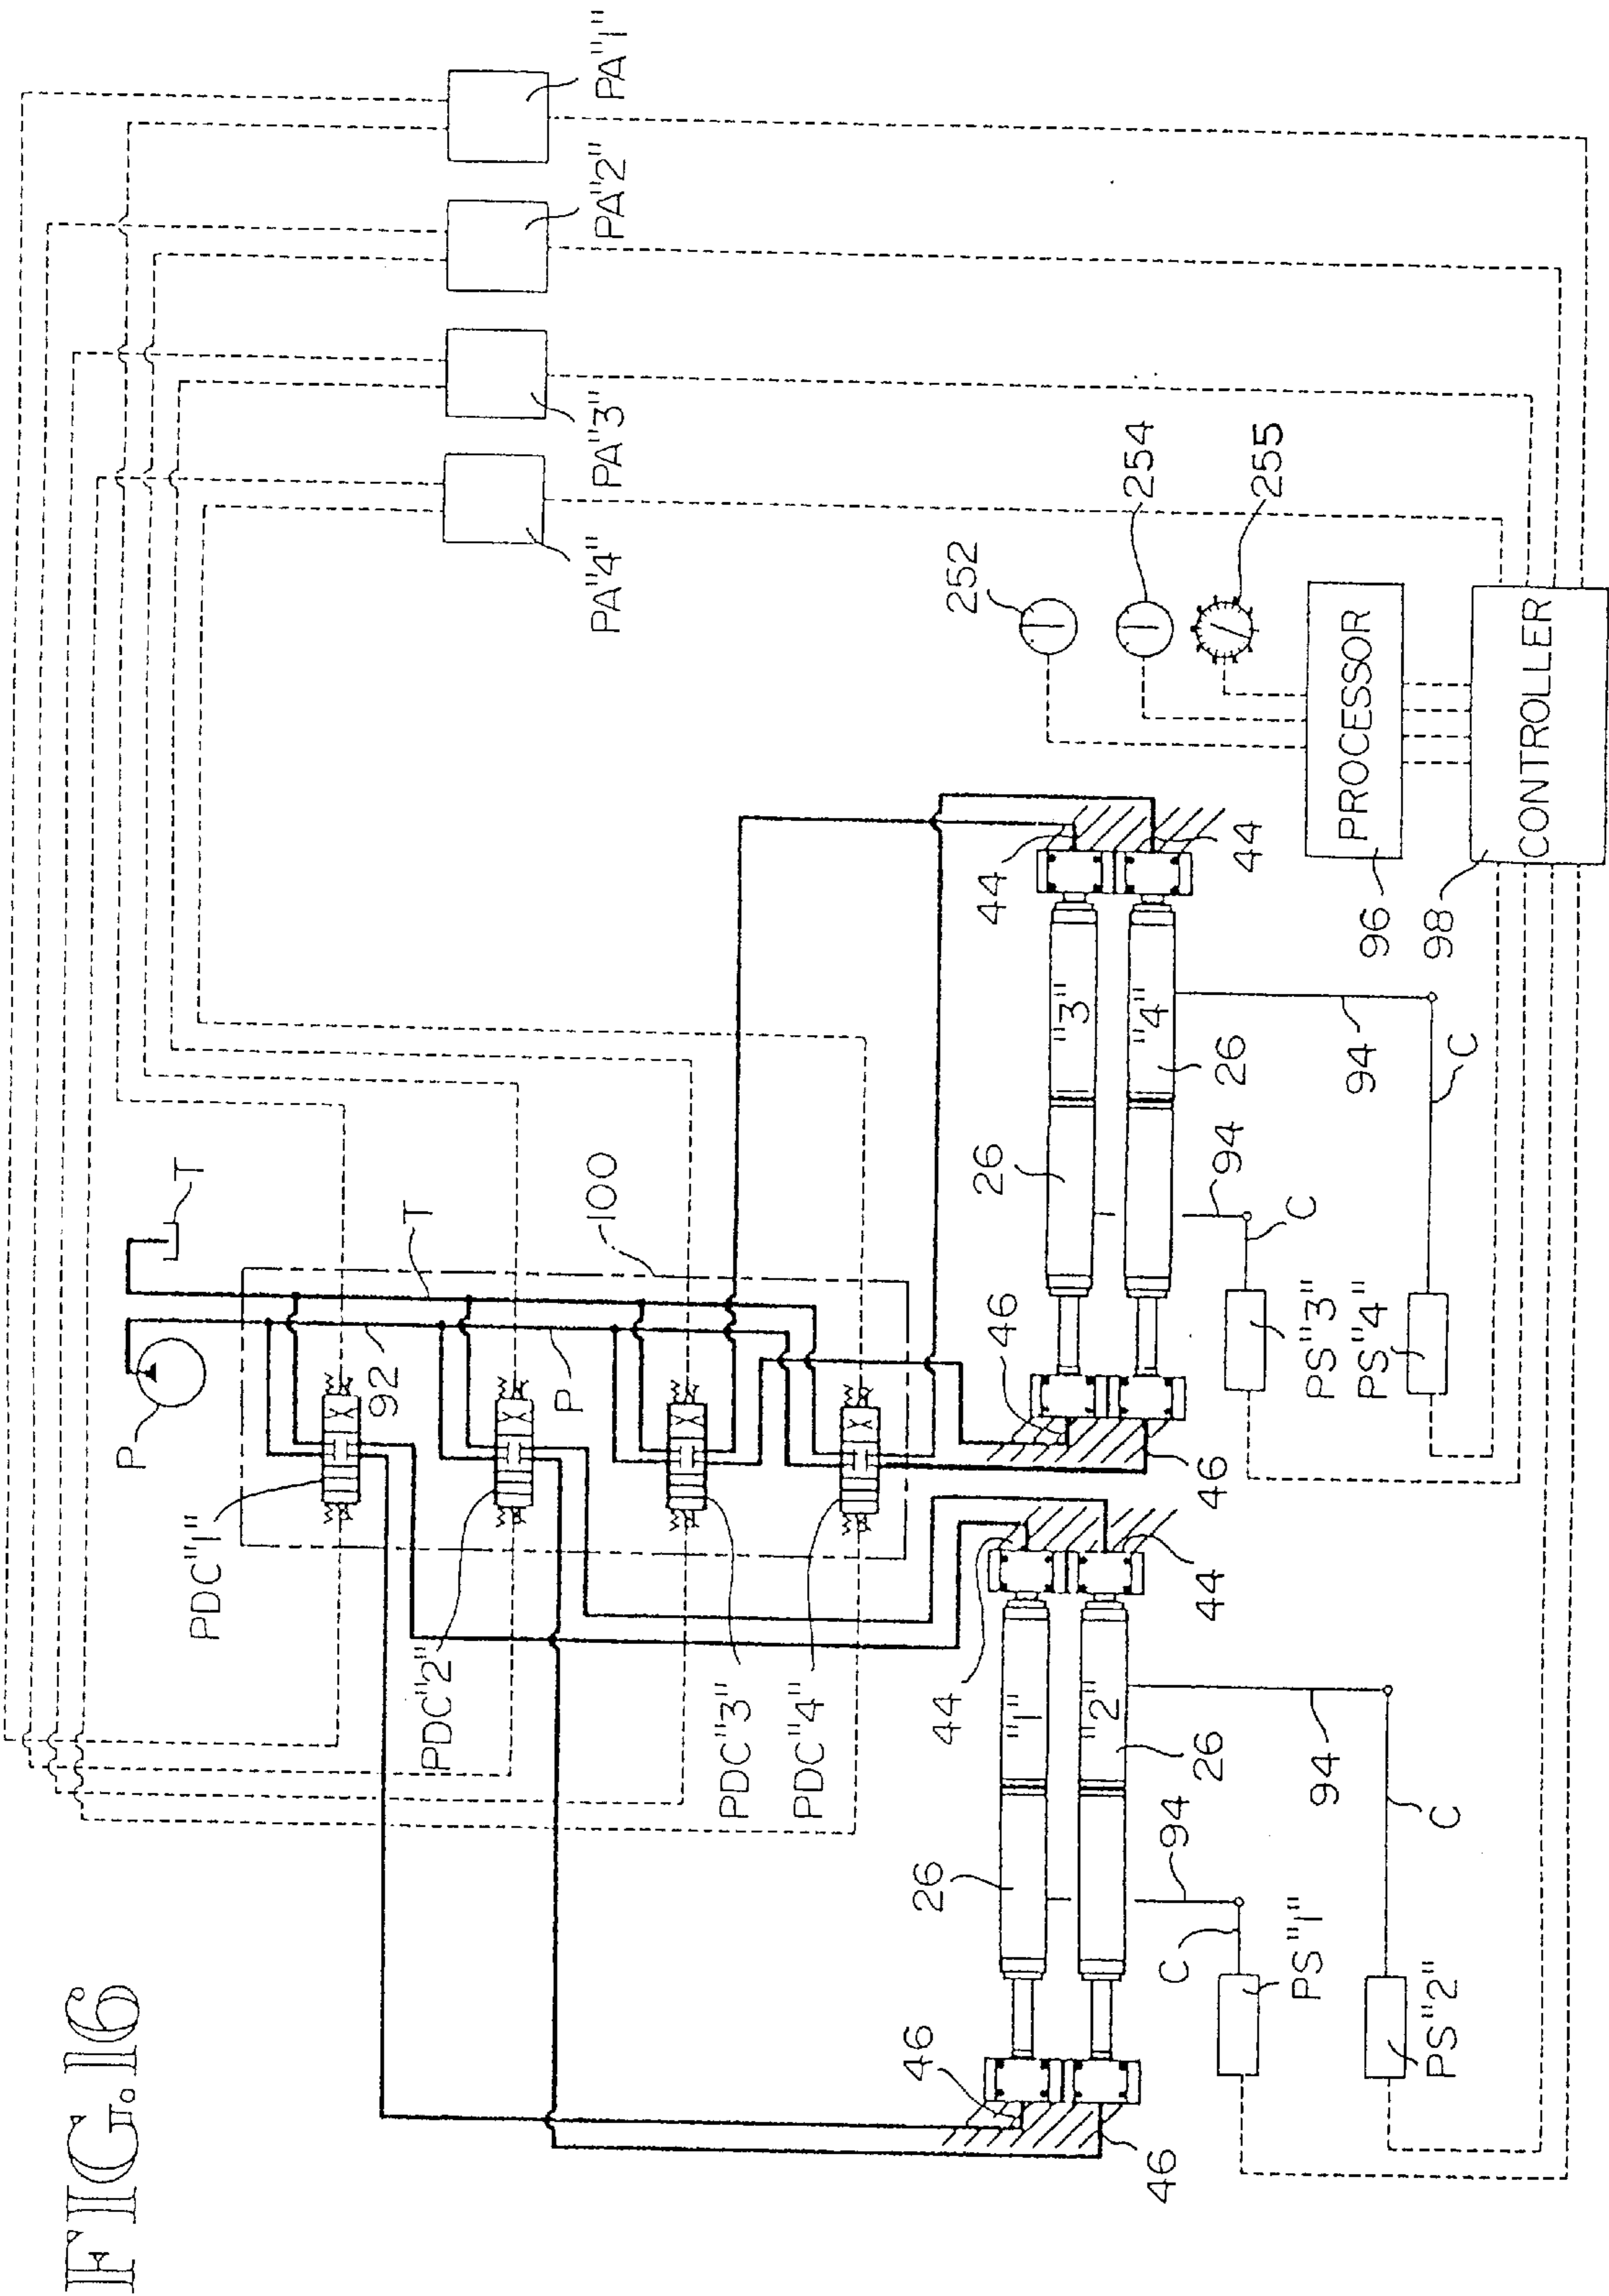 FIG.16
P
T
T
92
P
100
PDC"1"
PDC"2"
PDC"3"
PDC"4"
PA"4"
PA"3"
PA"2"
PA"1"
46
46
26
"1"
"2"
26
44
44
46
46
26
"3"
"4"
26
44
44
94
C
94
C
94
C
94
C
PS"1"
PS"2"
PS"3"
PS"4"
252
254
255
PROCESSOR
96
CONTROLLER
98